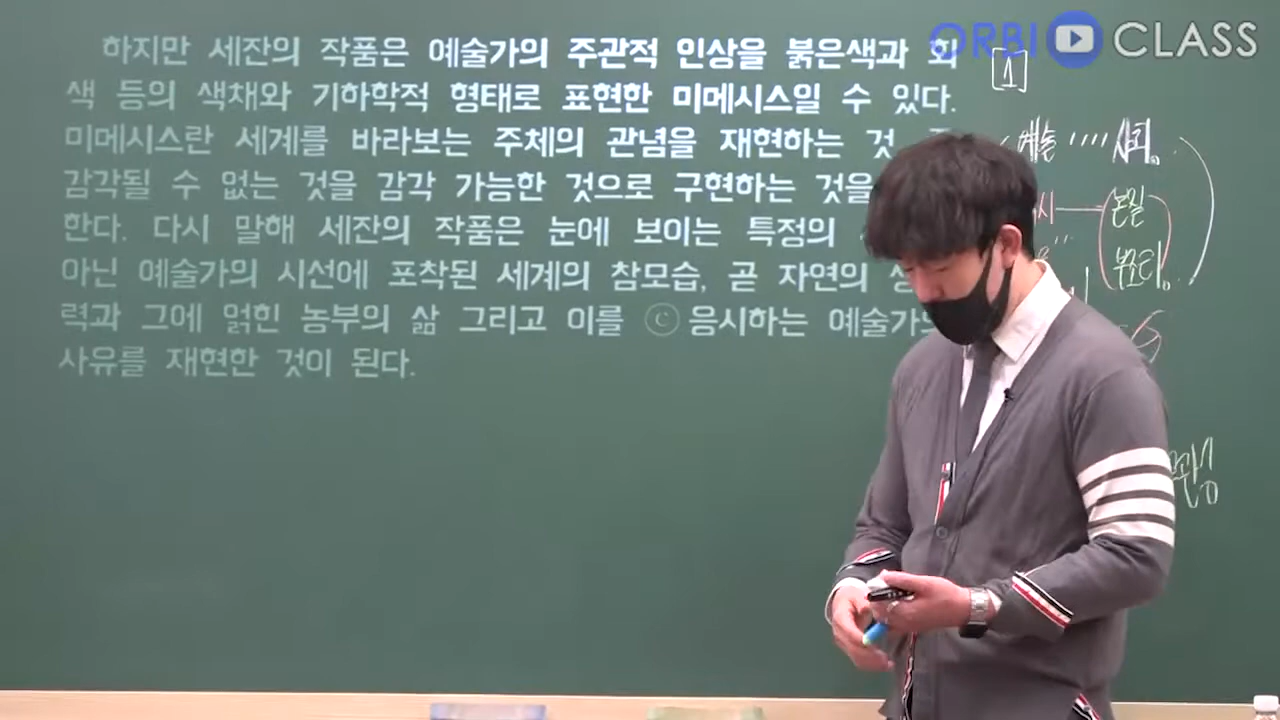 ORBI CLASS
하지만 세잔의 작품은 예술가의 주관적 인상을 붉은색과 회
색 등의 색채와 기하학적 형태로 표현한 미메시스일 수 있다.
미메시스란 세계를 바라보는 주체의 관념을 재현하는 것
감각될 수 없는 것을 감각 가능한 것으로 구현하는 것을
한다. 다시 말해 세잔의 작품은 눈에 보이는 특정의
아닌 예술가의 시선에 포착된 세계의 참모습, 곧 자연의
력과 그에 얽힌 농부의 삶 그리고 이를 ⓒ 응시하는 예술가의
사유를 재현한 것이 된다.
1
예술 사회